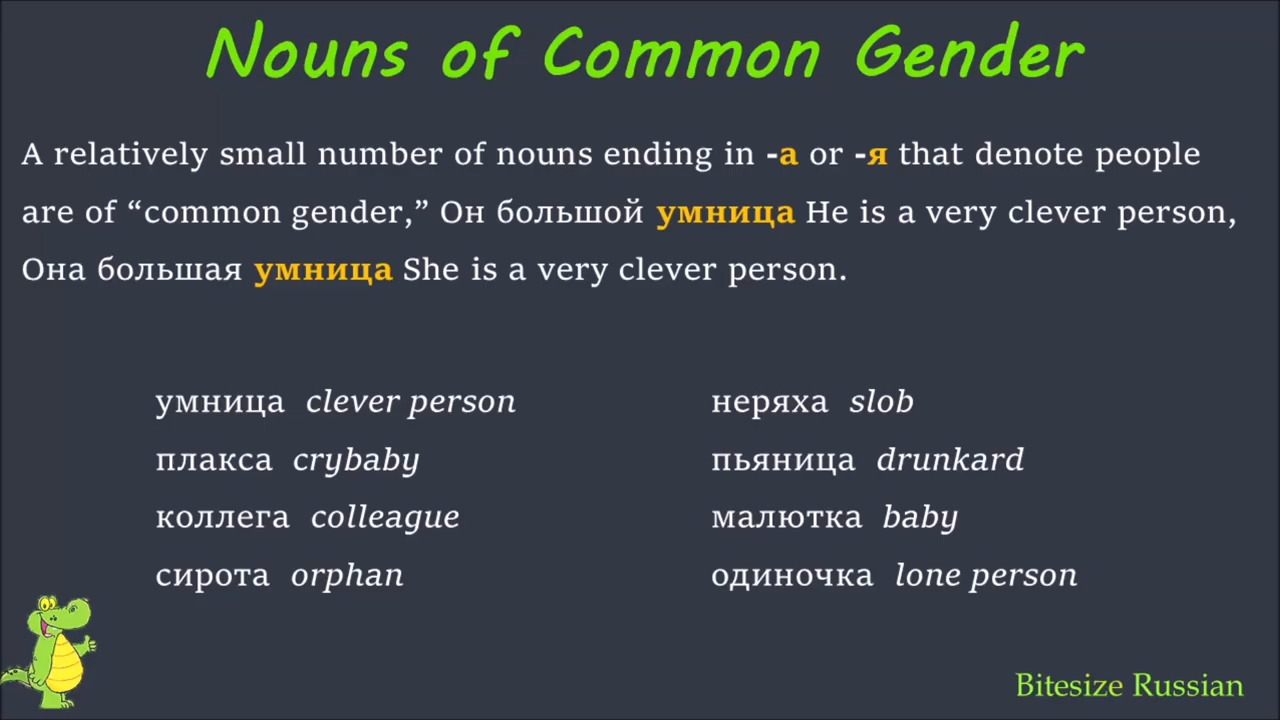 Nouns of Common Gender
A relatively small number of nouns ending in -а or -я that denote people
are of “common gender,” Он большой умница He is a very clever person,
Она большая умница She is a very clever person.
умница clever person
плакса crybaby
коллега colleague
сирота orphan
неряха slob
пьяница drunkard
малютка baby
одиночка lone person
Bitesize Russian